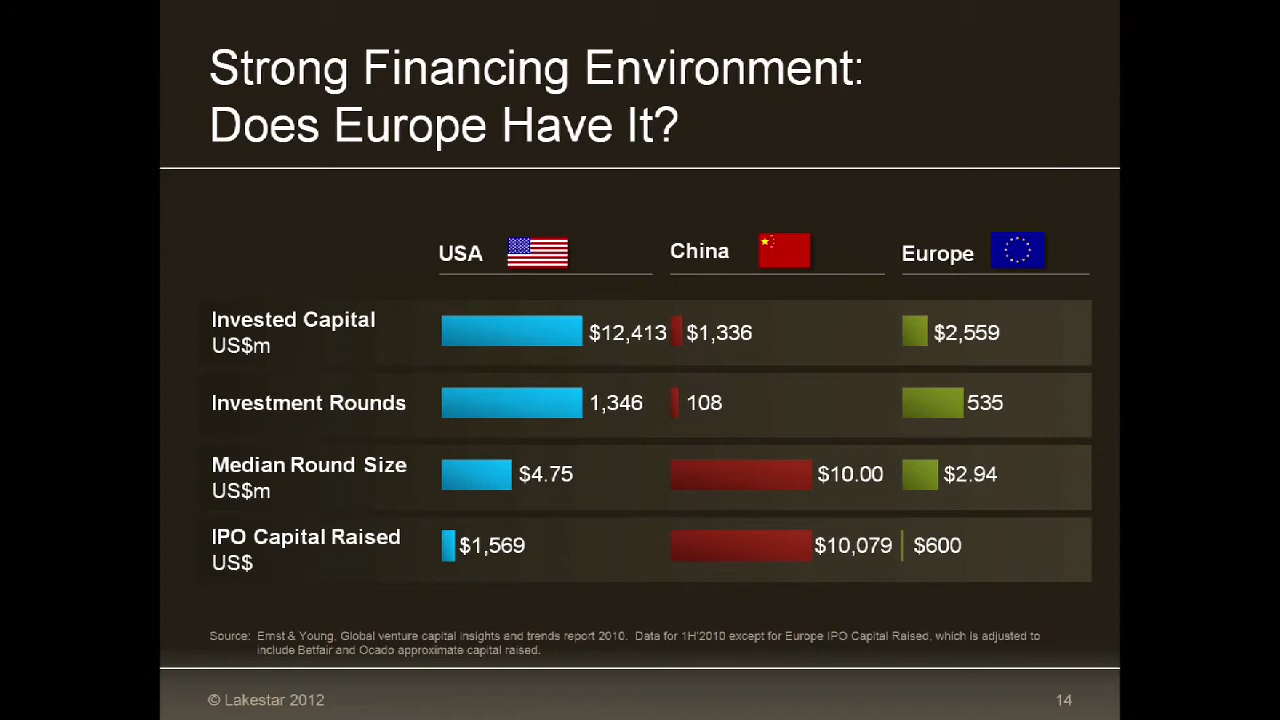 Strong Financing Environment:
Does Europe Have It?
USA China Europe
Invested Capital
US$m
$12,413 $1,336 $2,559
Investment Rounds 1,346 108 535
Median Round Size
US$m
$4.75 $10.00 $2.94
IPO Capital Raised
US$
$1,569 $10,079 $600
Source: Ernst & Young, Global venture capital insights and trends report 2010. Data for 1H'2010 except for Europe IPO Capital Raised, which is adjusted to
include Betfair and Ocado approximate capital raised.
© Lakestar 2012 14